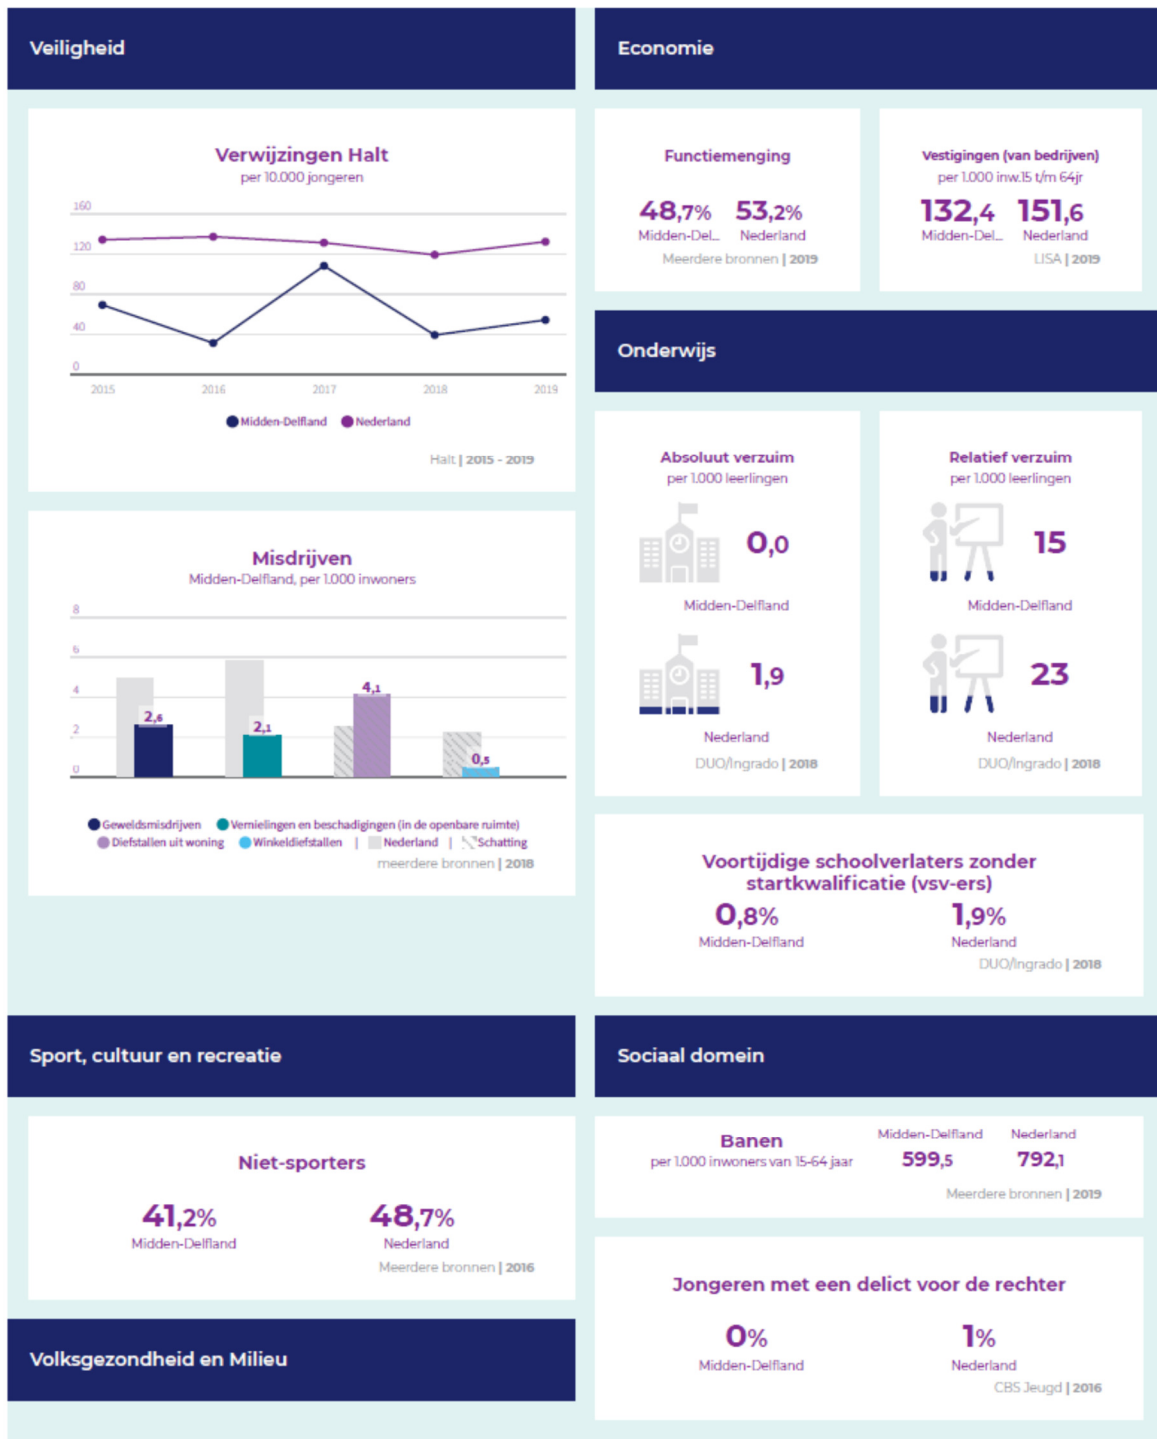 Veiligheid
Verwijzingen Halt
per 10.000 jongeren
160
120
80
40
0
2015 2016 2017 2018 2019
Midden-Delfland Nederland
Halt | 2015 - 2019
Misdrijven
Midden-Delfland, per 1.000 inwoners
8
6
4
2
0
2,6
2,1
4,1
0,5
Geweldsmisdrijven Vernielingen en beschadigingen (in de openbare ruimte)
Diefstallen uit woning Winkeldiefstallen | Nederland | Schatting
meerdere bronnen | 2018
Economie
Functiemenging
48,7% 53,2%
Midden-Del... Nederland
Meerdere bronnen | 2019
Vestigingen (van bedrijven)
per 1.000 inw.15 t/m 64jr
132,4 151,6
Midden-Del... Nederland
LISA | 2019
Onderwijs
Absoluut verzuim
per 1.000 leerlingen
0,0
Midden-Delfland
1,9
Nederland
DUO/Ingrado | 2018
Relatief verzuim
per 1.000 leerlingen
15
Midden-Delfland
23
Nederland
DUO/Ingrado | 2018
Voortijdige schoolverlaters zonder
startkwalificatie (vsv-ers)
0,8% 1,9%
Midden-Delfland Nederland
DUO/Ingrado | 2018
Sport, cultuur en recreatie
Niet-sporters
41,2% 48,7%
Midden-Delfland Nederland
Meerdere bronnen | 2016
Volksgezondheid en Milieu
Sociaal domein
Banen
per 1.000 inwoners van 15-64 jaar
Midden-Delfland Nederland
599,5 792,1
Meerdere bronnen | 2019
Jongeren met een delict voor de rechter
0% 1%
Midden-Delfland Nederland
CBS Jeugd | 2016